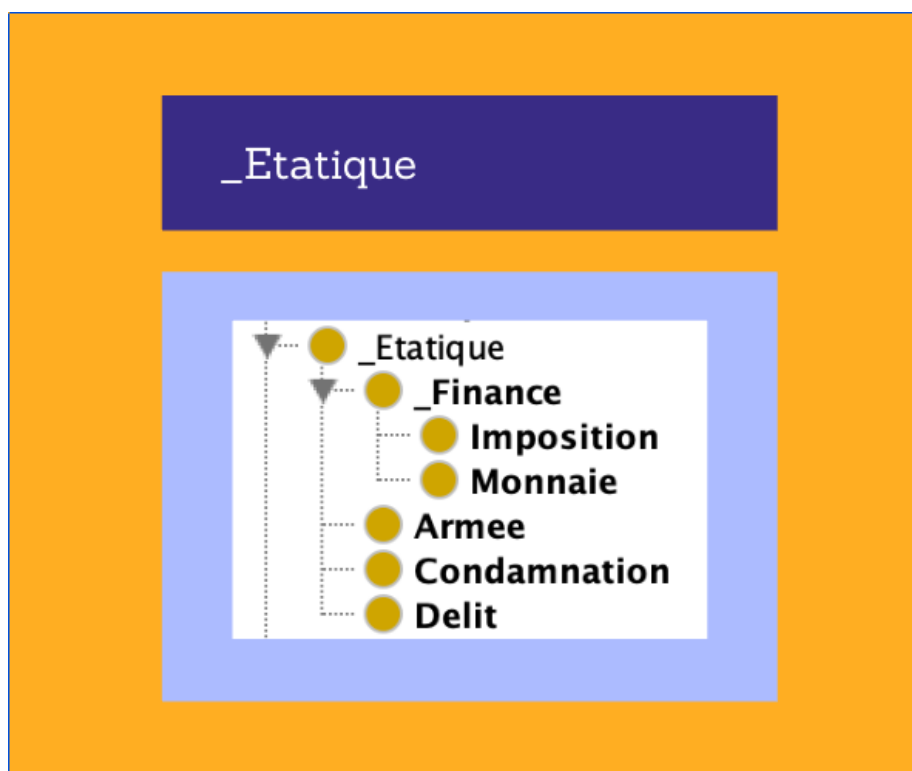 _Etatique
_Etatique
_Finance
Imposition
Monnaie
Armee
Condamnation
Delit